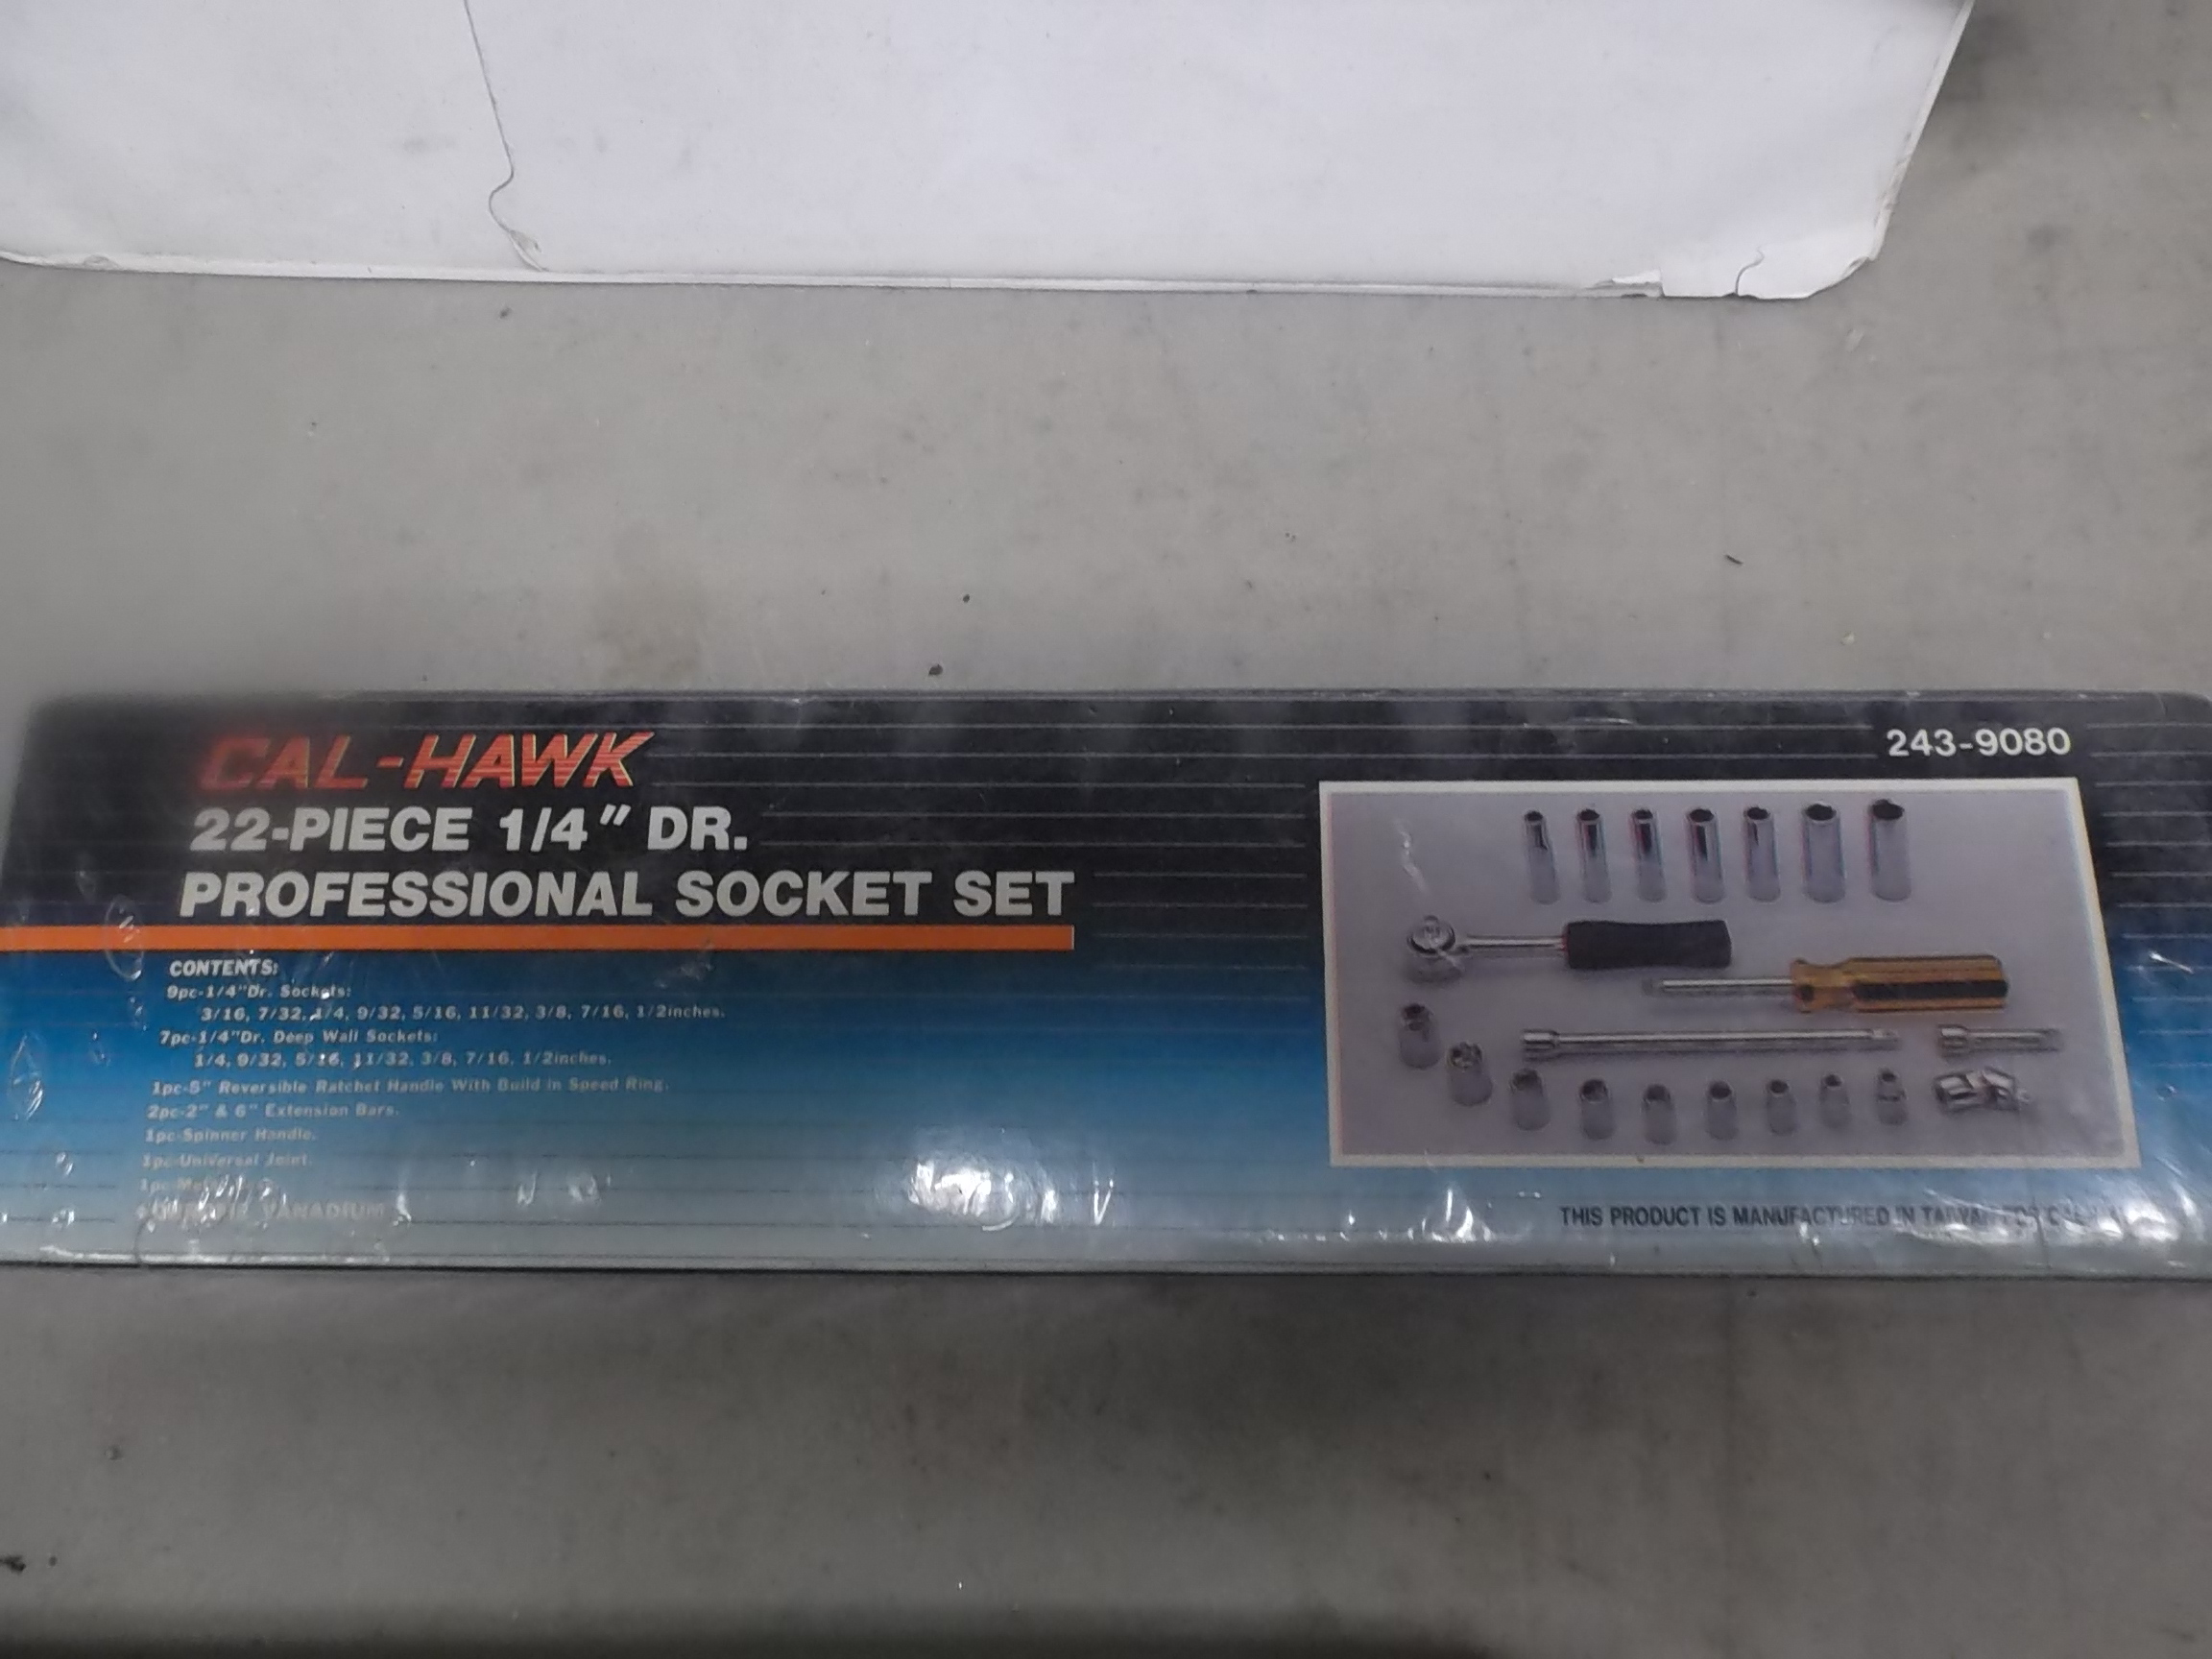 CAL-HAWK
22-PIECE 1/4" DR.
PROFESSIONAL SOCKET SET
CONTENTS:
9pc-1/4"Dr. Sockets:
3/16, 7/32, 1/4, 9/32, 5/16, 11/32, 3/8, 7/16, 1/2inches.
7pc-1/4"Dr. Deep Wall Sockets:
1/4, 9/32, 5/16, 11/32, 3/8, 7/16, 1/2inches.
1pc-5" Reversible Ratchet Handle With Build in Speed Ring.
2pc-2" & 6" Extension Bars.
1pc-Spinner Handle.
1pc-Universal Joint.
1pc
VANADIUM
243-9080
THIS PRODUCT IS MANUFACTURED IN TAIWAN FOR